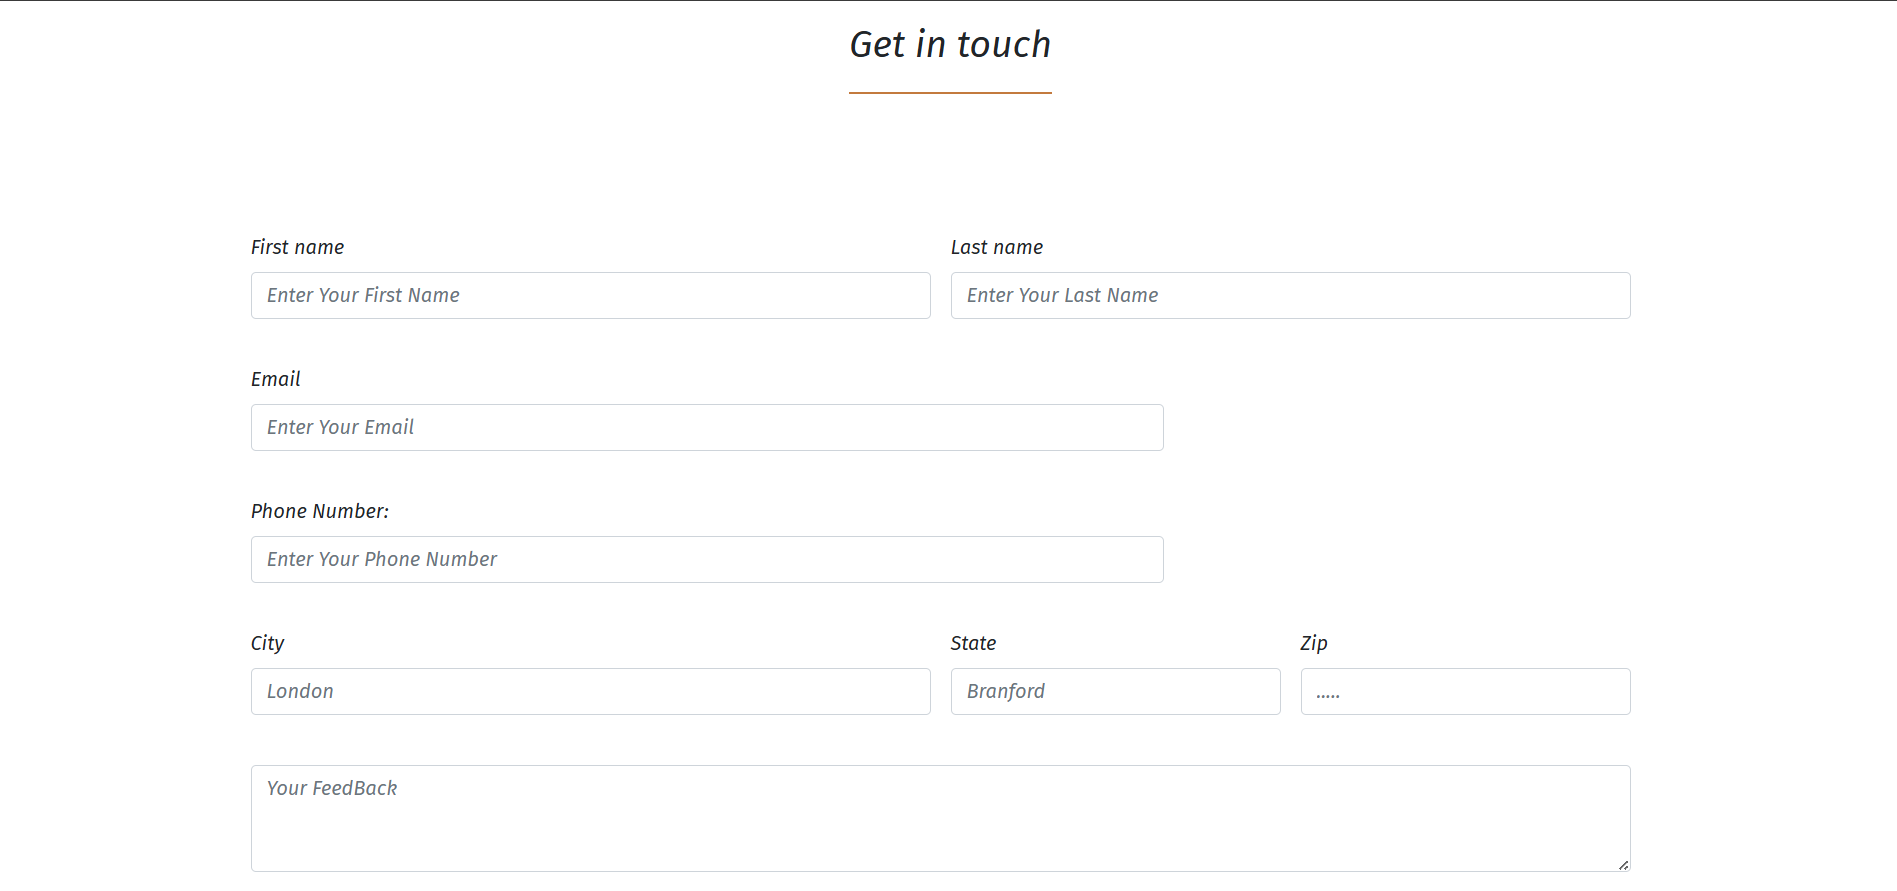 Get in touch
First name Last name
Enter Your First Name Enter Your Last Name
Email
Enter Your Email
Phone Number:
Enter Your Phone Number
City State Zip
London Branford .....
Your FeedBack